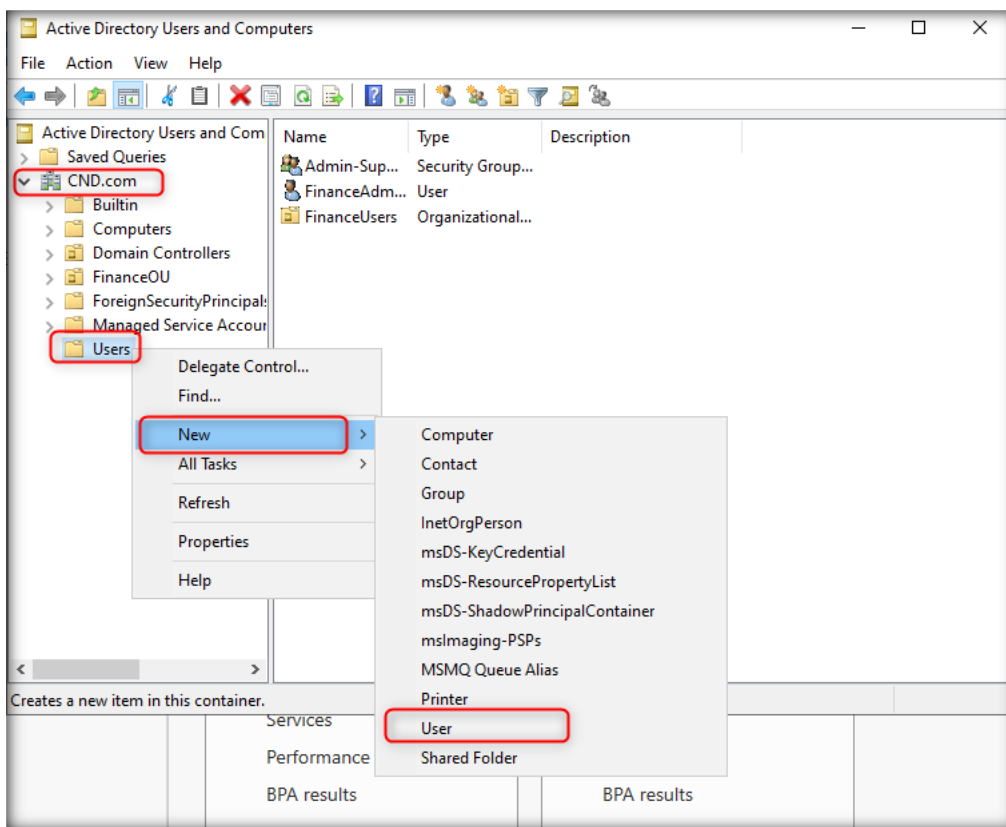 Active Directory Users and Computers
File Action View Help
Active Directory Users and Com
Saved Queries
CND.com
Builtin
Computers
Domain Controllers
FinanceOU
ForeignSecurityPrincipals
Managed Service Accour
Users
Name Type Description
Admin-Sup... Security Group...
FinanceAdm... User
FinanceUsers Organizational...
Delegate Control...
Find...
New
All Tasks
Refresh
Properties
Help
Computer
Contact
Group
InetOrgPerson
msDS-KeyCredential
msDS-ResourcePropertyList
msDS-ShadowPrincipalContainer
msImaging-PSPs
MSMQ Queue Alias
Printer
User
Shared Folder
Creates a new item in this container.
Services
Performance
BPA results BPA results